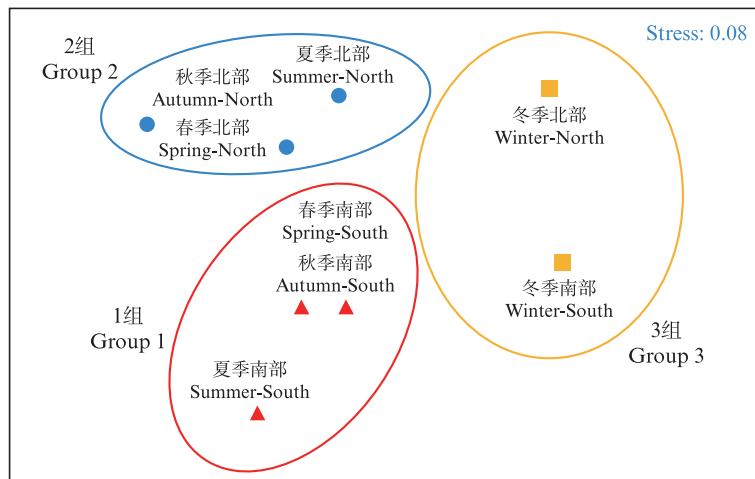 Stress: 0.08
2组
Group 2
夏季北部
Summer-North
秋季北部
Autumn-North
春季北部
Spring-North
冬季北部
Winter-North
春季南部
Spring-South
秋季南部
Autumn-South
冬季南部
Winter-South
1组
Group 1
3组
Group 3
夏季南部
Summer-South